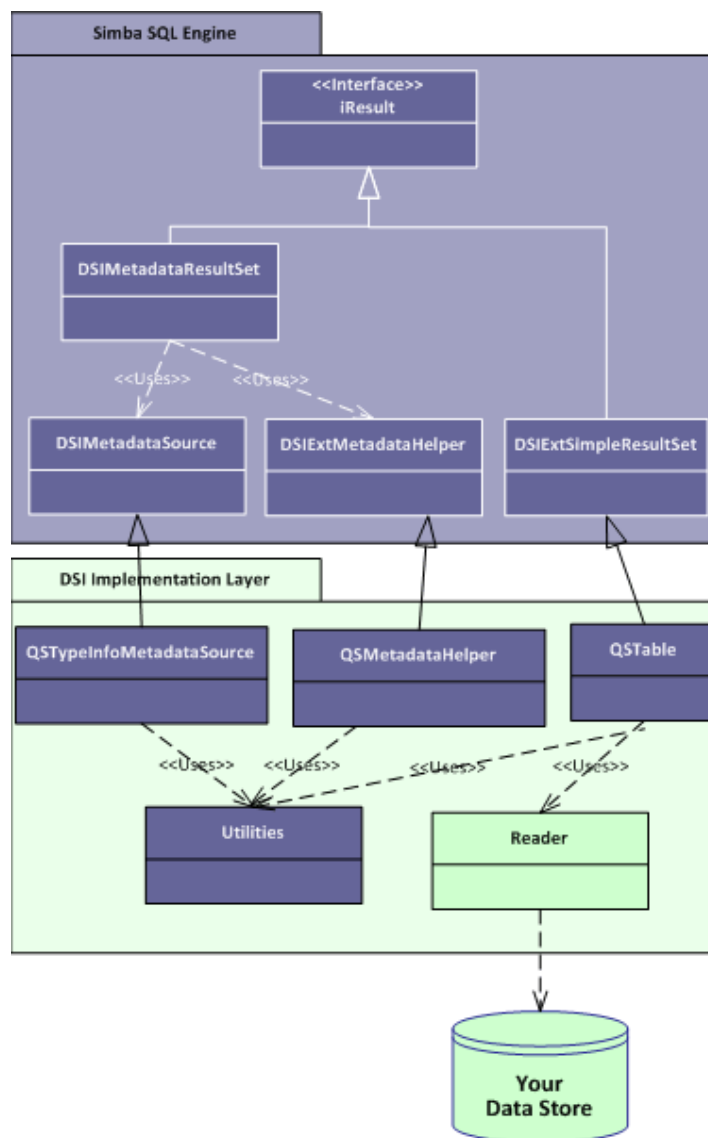 Simba SQL Engine
<<Interface>>
iResult
DSIMetadataResultSet
<<Uses>>
<<Uses>>
DSIMetadataSource
DSIExtMetadataHelper
DSIExtSimpleResultSet
DSI Implementation Layer
QSTypeInfoMetadataSource
QSMetadataHelper
QSTable
<<Uses>>
<<Uses>>
<<Uses>>
<<Uses>>
Utilities
Reader
Your
Data Store